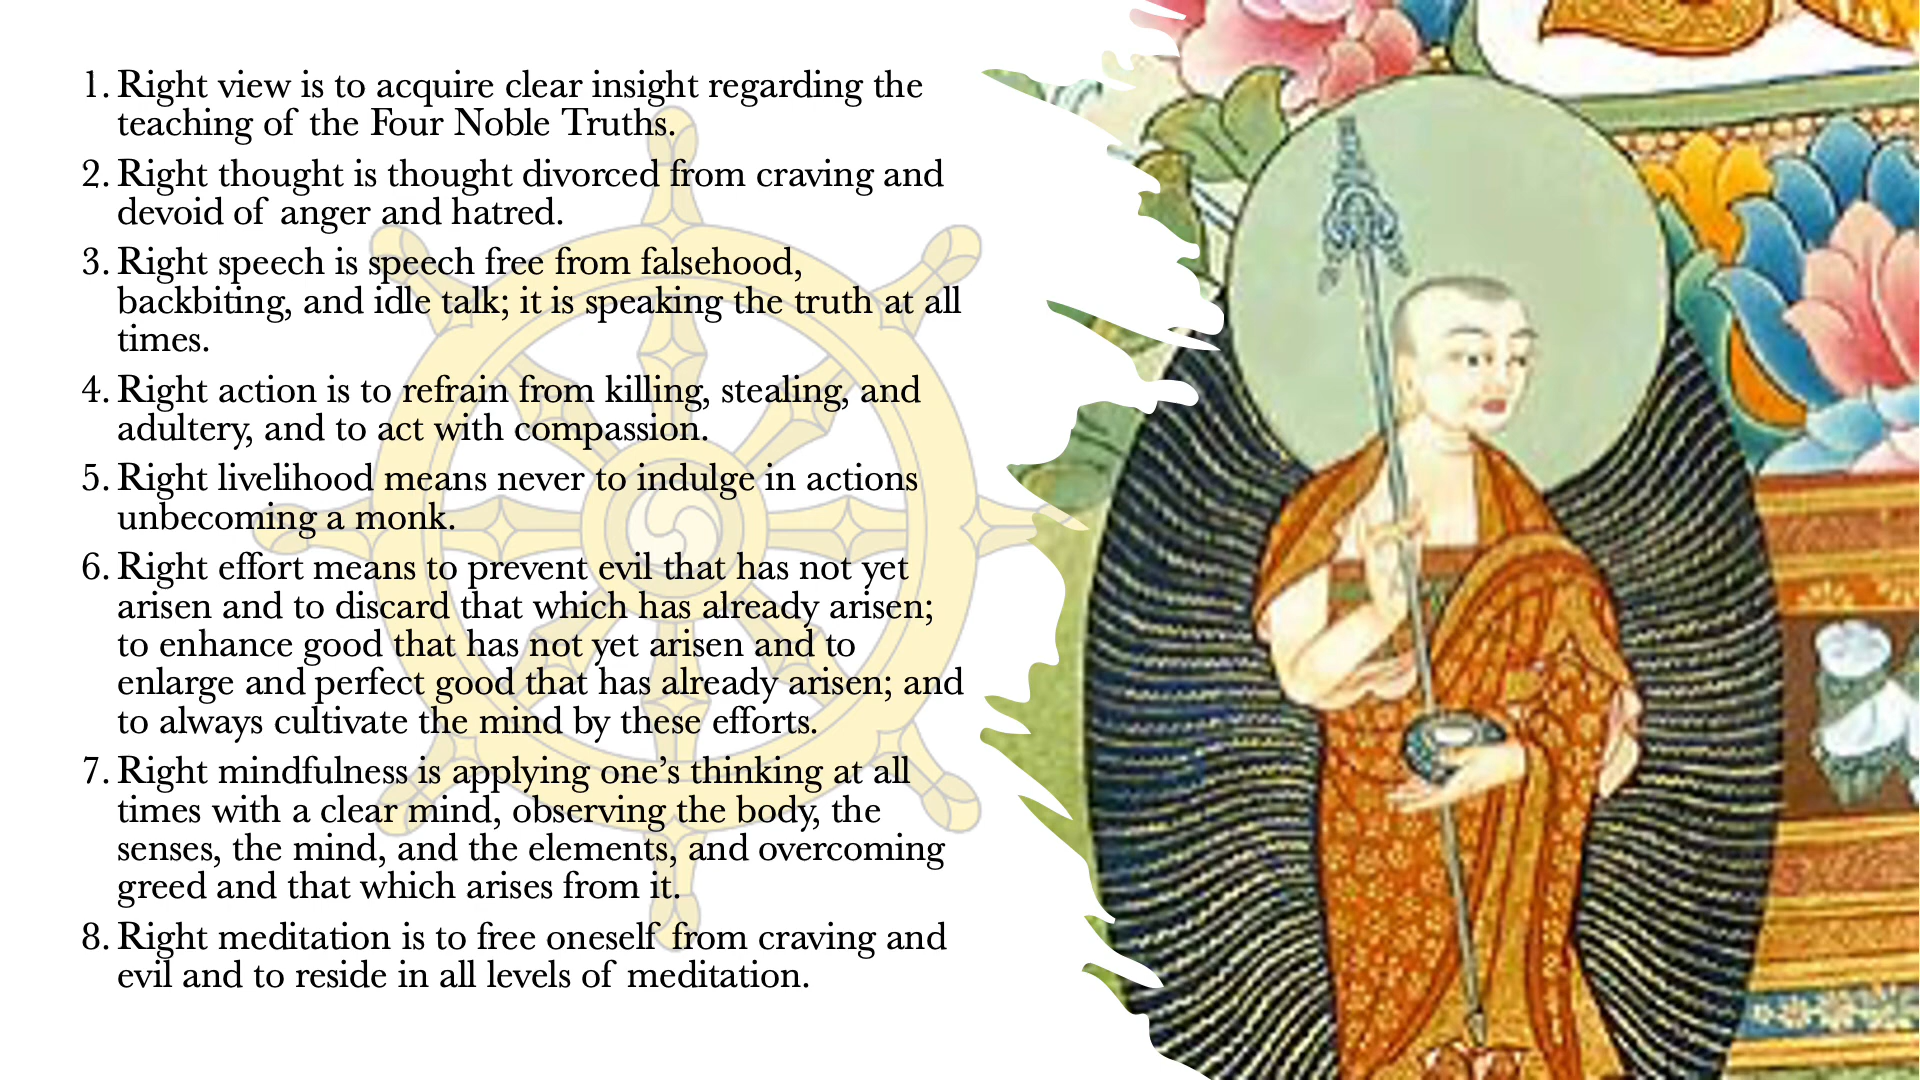 1. Right view is to acquire clear insight regarding the
teaching of the Four Noble Truths.
2. Right thought is thought divorced from craving and
devoid of anger and hatred.
3. Right speech is speech free from falsehood,
backbiting, and idle talk; it is speaking the truth at all
times.
4. Right action is to refrain from killing, stealing, and
adultery, and to act with compassion.
5. Right livelihood means never to indulge in actions
unbecoming a monk.
6. Right effort means to prevent evil that has not yet
arisen and to discard that which has already arisen;
to enhance good that has not yet arisen and to
enlarge and perfect good that has already arisen; and
to always cultivate the mind by these efforts.
7. Right mindfulness is applying one’s thinking at all
times with a clear mind, observing the body, the
senses, the mind, and the elements, and overcoming
greed and that which arises from it.
8. Right meditation is to free oneself from craving and
evil and to reside in all levels of meditation.